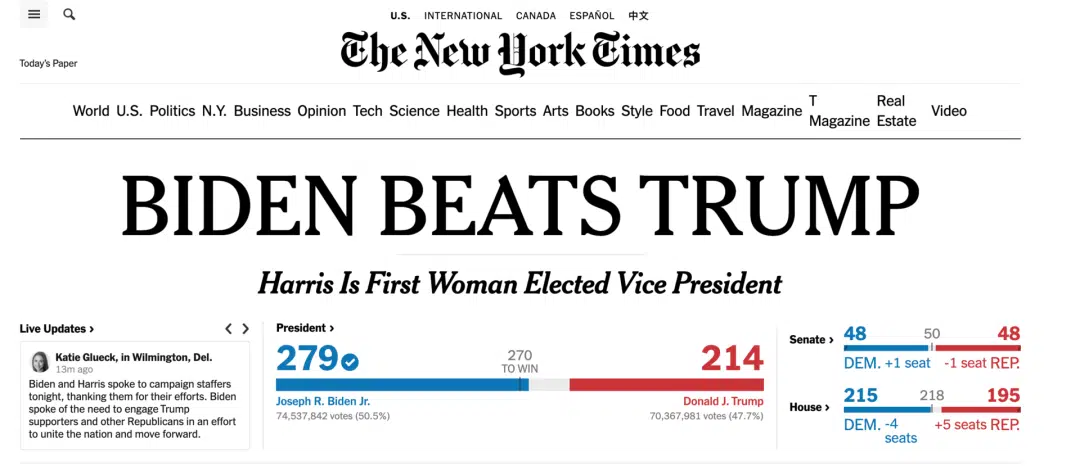 U.S. INTERNATIONAL CANADA ESPAÑOL 中文
The New York Times
Today's Paper
World U.S. Politics N.Y. Business Opinion Tech Science Health Sports Arts Books Style Food Travel Magazine T Magazine Real Estate Video
BIDEN BEATS TRUMP
Harris Is First Woman Elected Vice President
Live Updates ›
Katie Glueck, in Wilmington, Del.
13m ago
Biden and Harris spoke to campaign staffers
tonight, thanking them for their efforts. Biden
spoke of the need to engage Trump
supporters and other Republicans in an effort
to unite the nation and move forward.
President ›
279 270 214
TO WIN
Joseph R. Biden Jr. Donald J. Trump
74,537,842 votes (50.5%) 70,367,981 votes (47.7%)
Senate › 48 50 48
DEM. +1 seat -1 seat REP.
House › 215 218 195
DEM. -4 seats +5 seats REP.